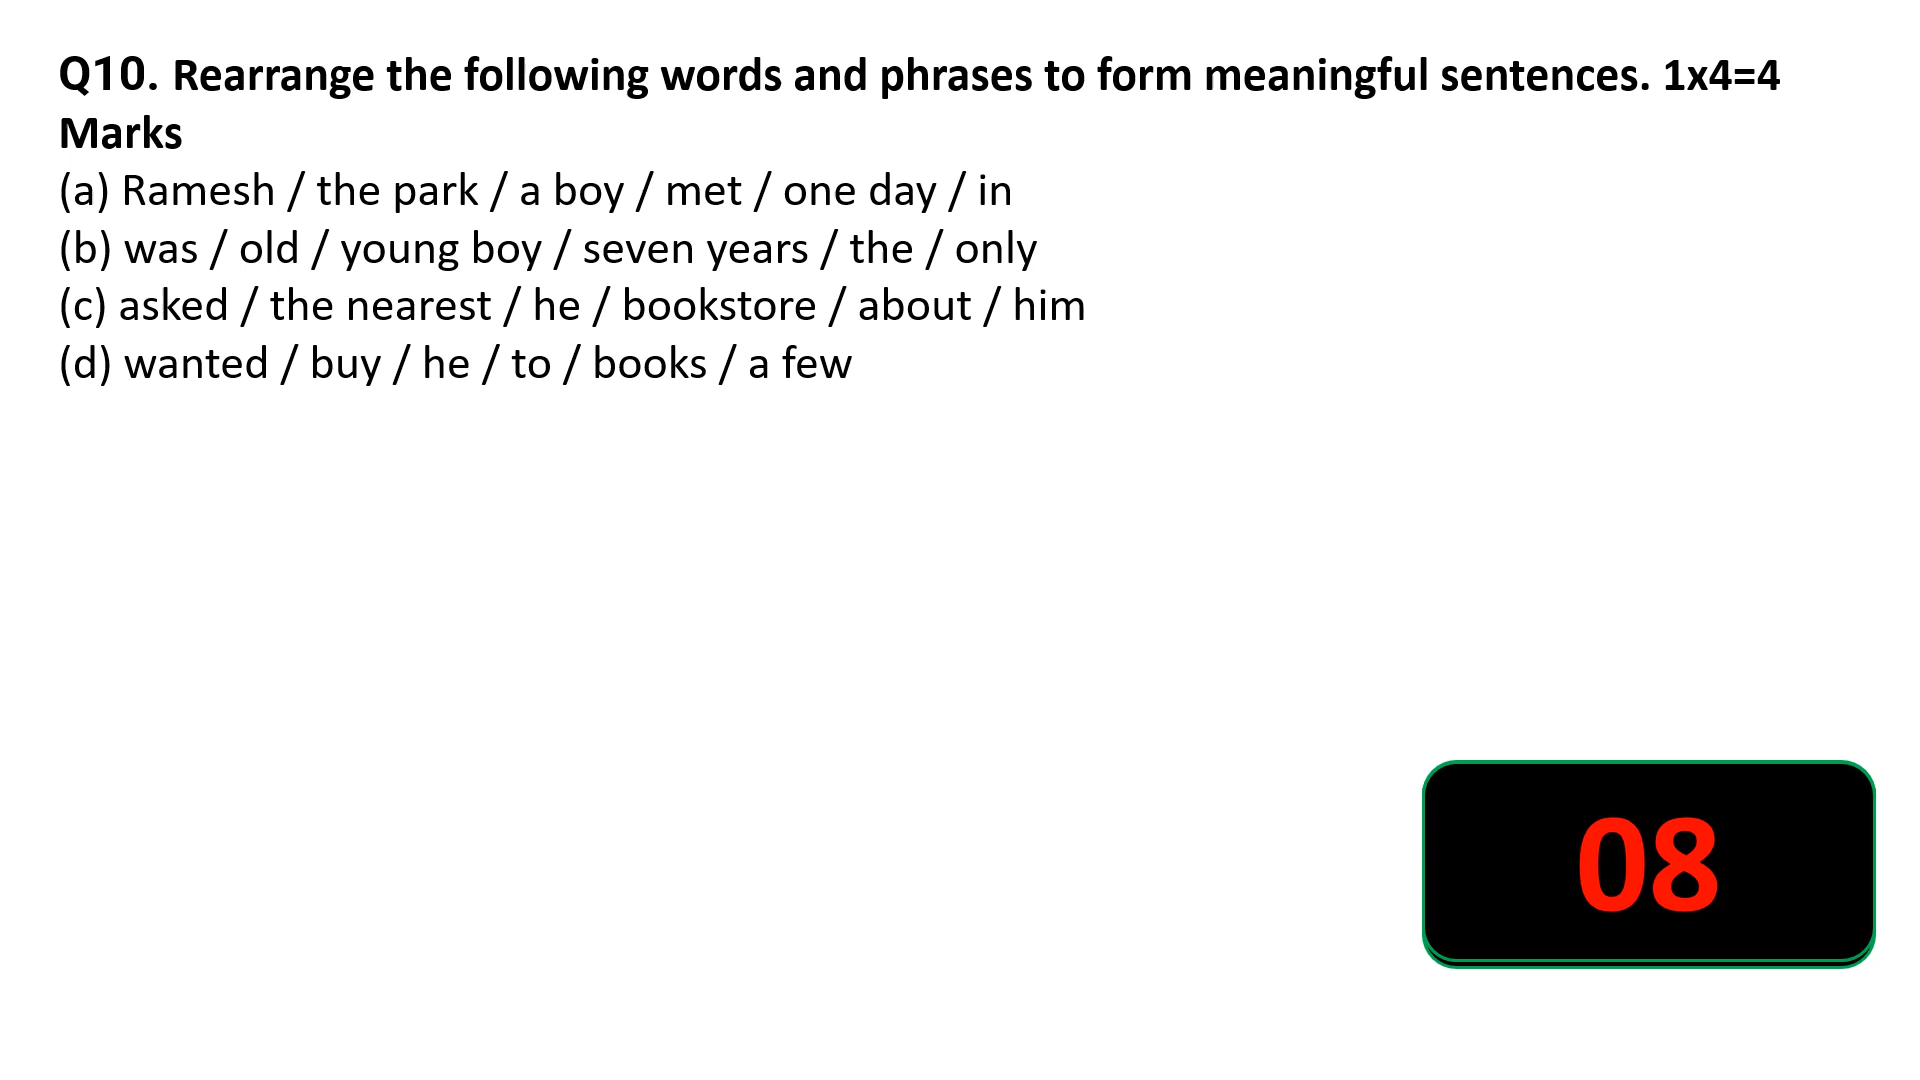 Q10. Rearrange the following words and phrases to form meaningful sentences. 1x4=4
Marks
(a) Ramesh / the park / a boy / met / one day / in
(b) was / old / young boy / seven years / the / only
(c) asked / the nearest / he / bookstore / about / him
(d) wanted / buy / he / to / books / a few
08